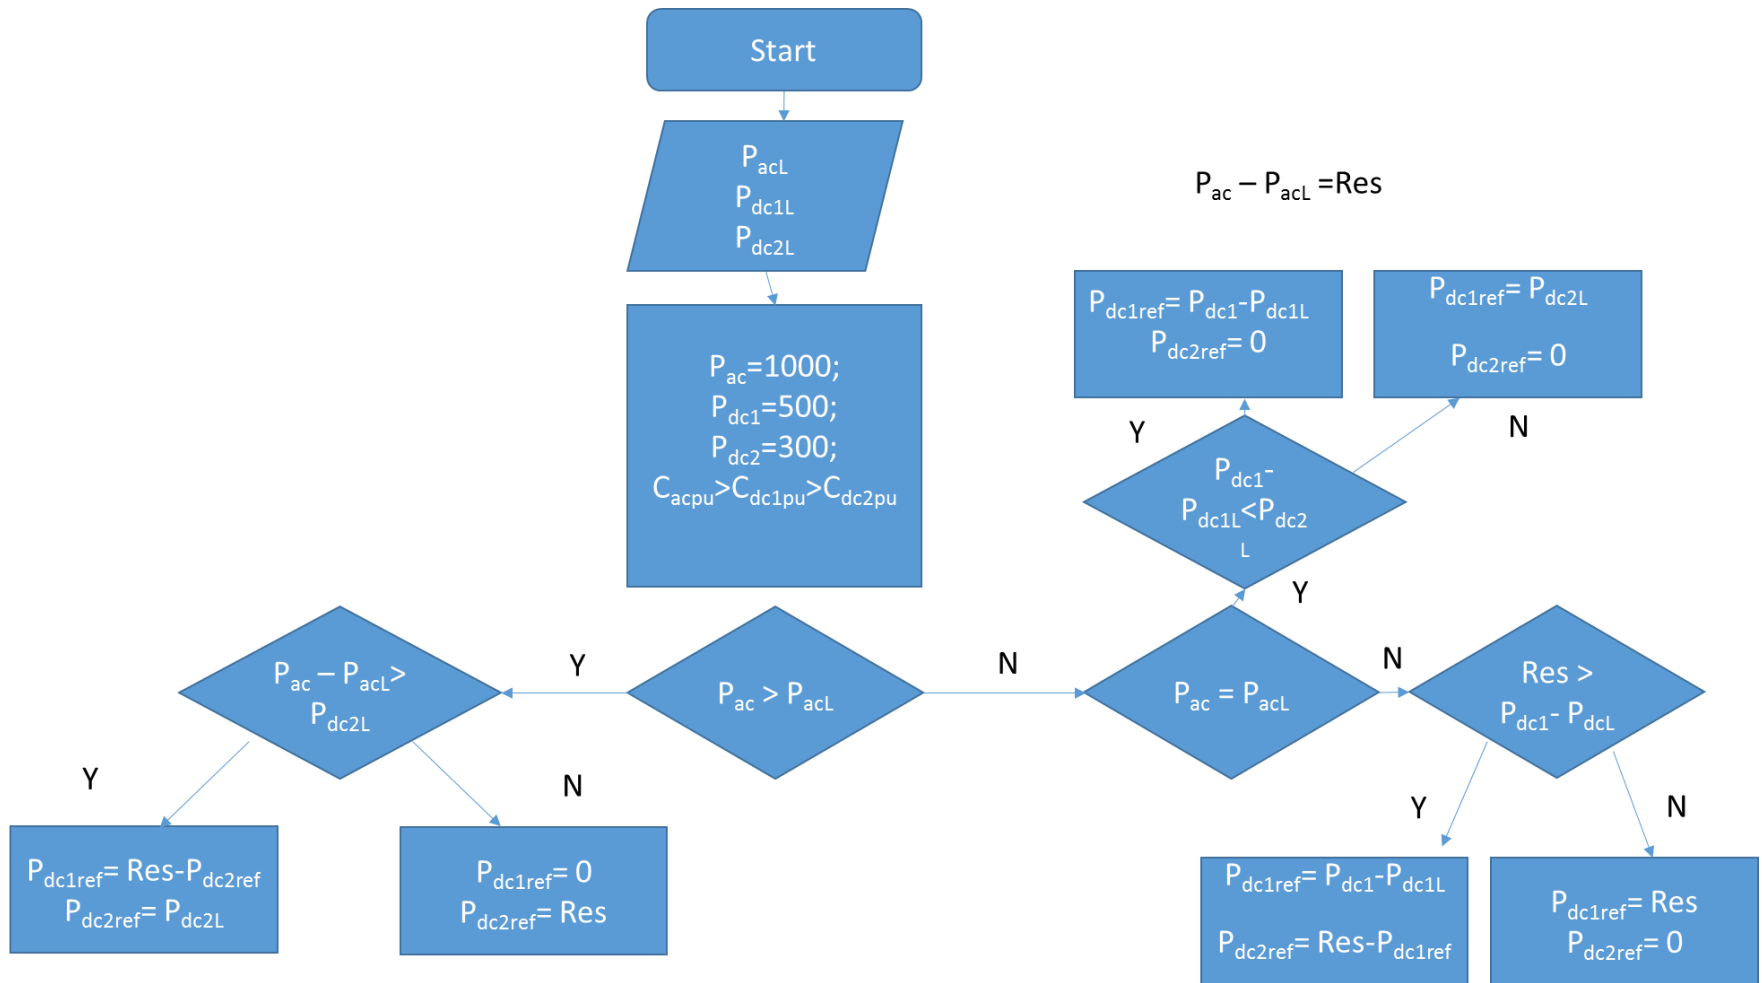 Start
PacL
Pdc1L
Pdc2L
Pac – PacL =Res
Pac=1000;
Pdc1=500;
Pdc2=300;
Cacpu>Cdc1pu>Cdc2pu
Pdc1ref= Pdc1-Pdc1L
Pdc2ref= 0
Pdc1ref= Pdc2L
Pdc2ref= 0
Y
N
Pdc1-
Pdc1L<Pdc2
L
Y
Pac – PacL>
Pdc2L
Y
Pac > PacL
N
Pac = PacL
N
Res >
Pdc1- PdcL
Y
N
Y
N
Pdc1ref= Res-Pdc2ref
Pdc2ref= Pdc2L
Pdc1ref= 0
Pdc2ref= Res
Pdc1ref= Pdc1-Pdc1L
Pdc2ref= Res-Pdc1ref
Pdc1ref= Res
Pdc2ref= 0